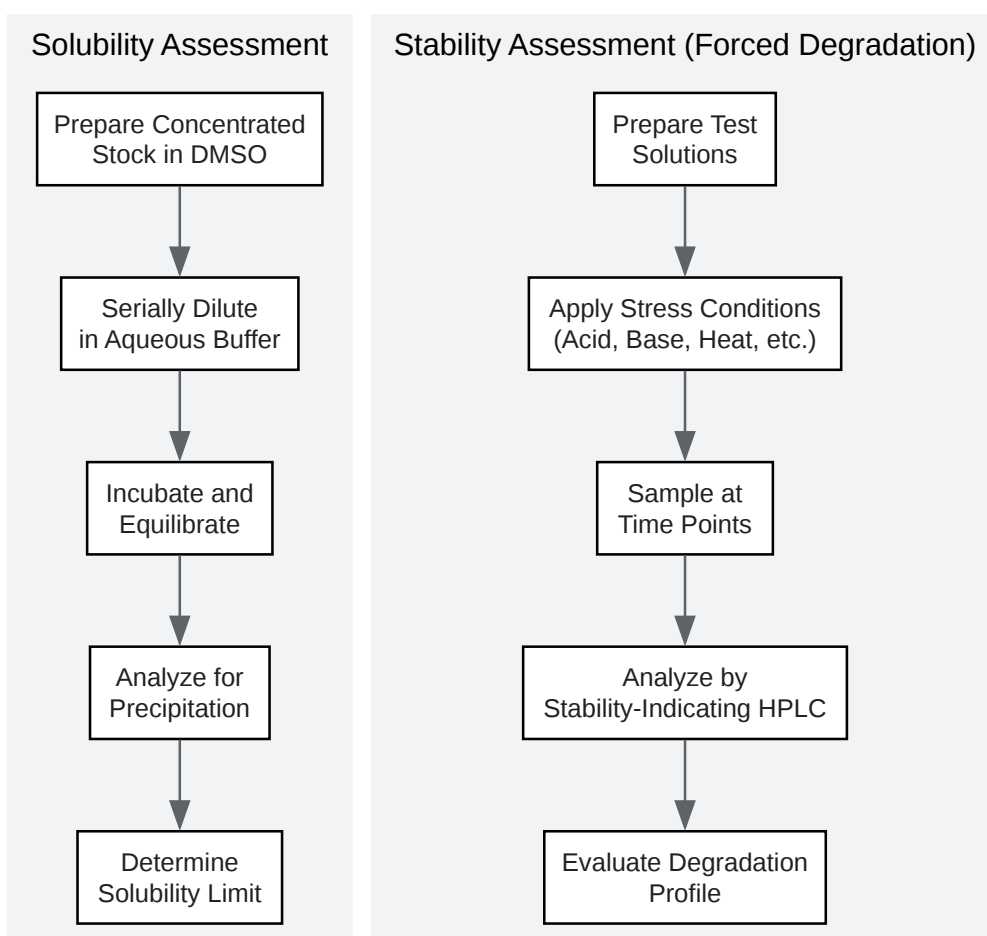 Solubility Assessment
Prepare Concentrated
Stock in DMSO
Serially Dilute
in Aqueous Buffer
Incubate and
Equilibrate
Analyze for
Precipitation
Determine
Solubility Limit
Stability Assessment (Forced Degradation)
Prepare Test
Solutions
Apply Stress Conditions
(Acid, Base, Heat, etc.)
Sample at
Time Points
Analyze by
Stability-Indicating HPLC
Evaluate Degradation
Profile